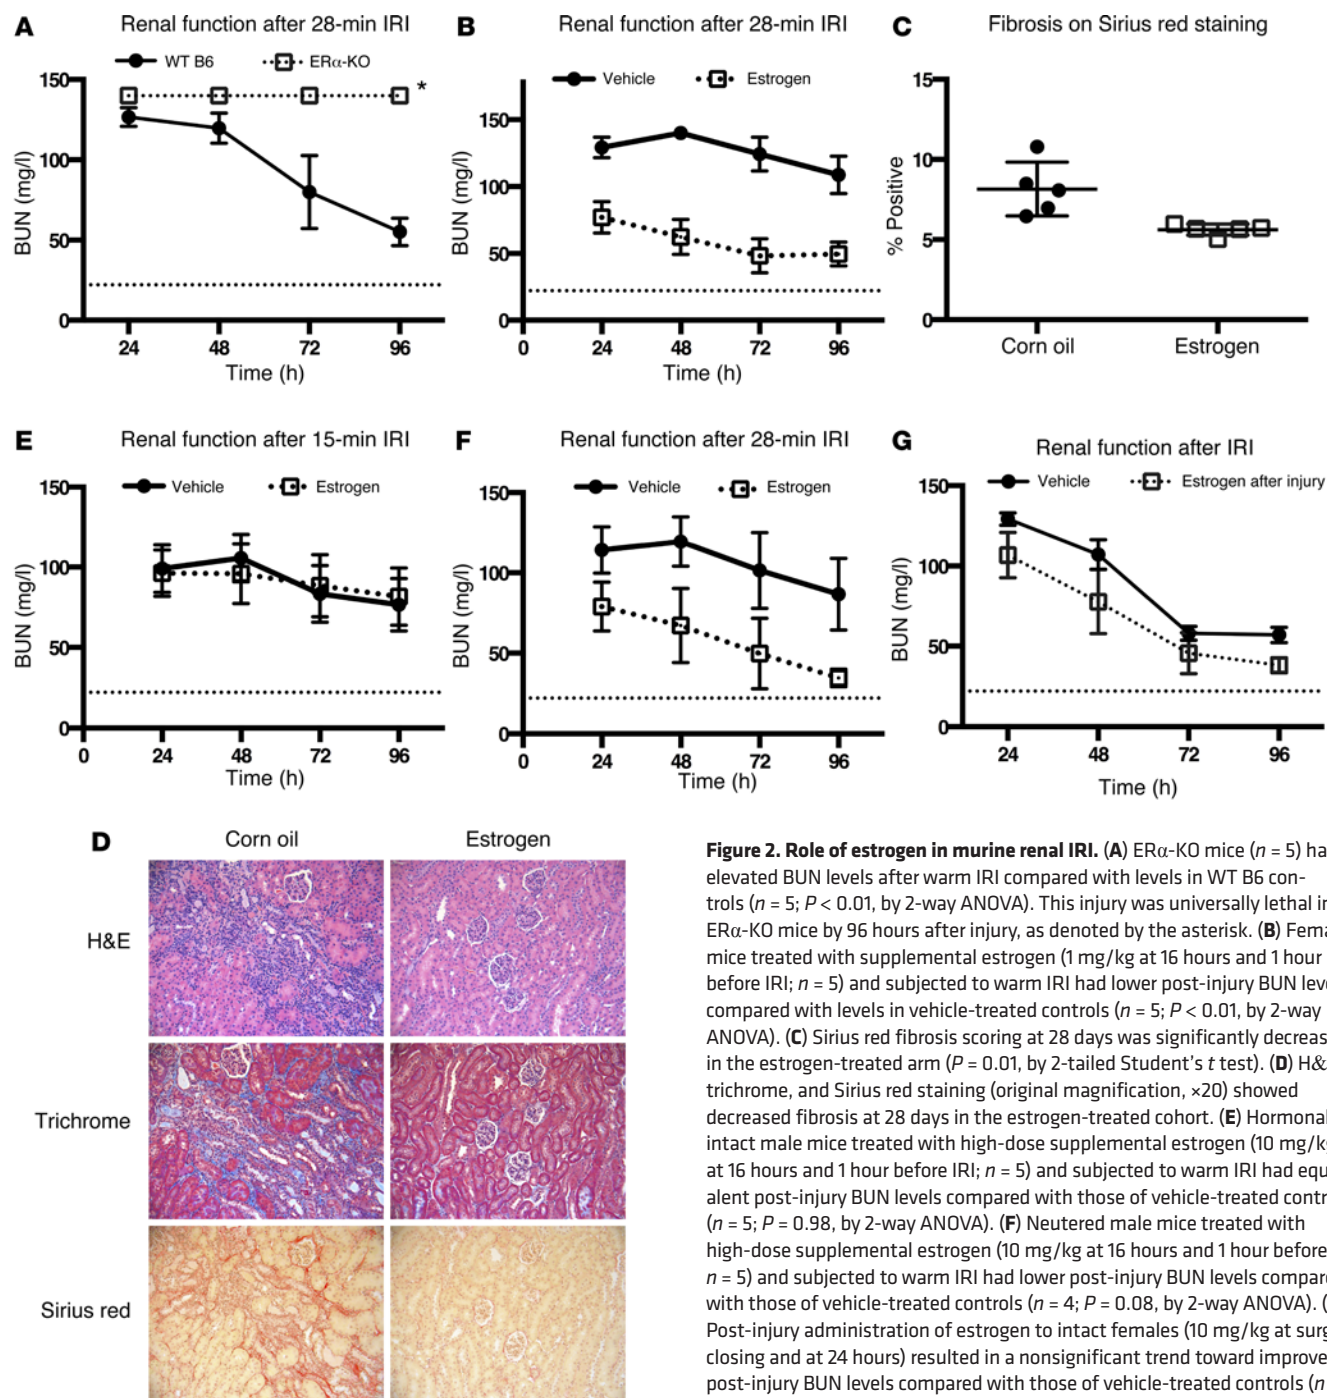 A Renal function after 28-min IRI
WT B6 ERα-KO
150
100
50
0
*
BUN (mg/l)
24 48 72 96
Time (h)
B Renal function after 28-min IRI
Vehicle Estrogen
150
100
50
0
BUN (mg/l)
0 24 48 72 96
Time (h)
C Fibrosis on Sirius red staining
15
10
5
0
% Positive
Corn oil Estrogen
E Renal function after 15-min IRI
Vehicle Estrogen
150
100
50
0
BUN (mg/l)
0 24 48 72 96
Time (h)
F Renal function after 28-min IRI
Vehicle Estrogen
150
100
50
0
BUN (mg/l)
0 24 48 72 96
Time (h)
G Renal function after IRI
Vehicle Estrogen after injury
150
100
50
0
BUN (mg/l)
24 48 72 96
Time (h)
D Corn oil Estrogen
H&E
Trichrome
Sirius red
Figure 2. Role of estrogen in murine renal IRI. (A) ERα-KO mice (n = 5) ha
elevated BUN levels after warm IRI compared with levels in WT B6 con-
trols (n = 5; P < 0.01, by 2-way ANOVA). This injury was universally lethal in
ERα-KO mice by 96 hours after injury, as denoted by the asterisk. (B) Fema
mice treated with supplemental estrogen (1 mg/kg at 16 hours and 1 hour
before IRI; n = 5) and subjected to warm IRI had lower post-injury BUN leve
compared with levels in vehicle-treated controls (n = 5; P < 0.01, by 2-way
ANOVA). (C) Sirius red fibrosis scoring at 28 days was significantly decreas
in the estrogen-treated arm (P = 0.01, by 2-tailed Student's t test). (D) H&
trichrome, and Sirius red staining (original magnification, ×20) showed
decreased fibrosis at 28 days in the estrogen-treated cohort. (E) Hormonal
intact male mice treated with high-dose supplemental estrogen (10 mg/kg
at 16 hours and 1 hour before IRI; n = 5) and subjected to warm IRI had equ
alent post-injury BUN levels compared with those of vehicle-treated contr
(n = 5; P = 0.98, by 2-way ANOVA). (F) Neutered male mice treated with
high-dose supplemental estrogen (10 mg/kg at 16 hours and 1 hour before
n = 5) and subjected to warm IRI had lower post-injury BUN levels compare
with those of vehicle-treated controls (n = 4; P = 0.08, by 2-way ANOVA). (
Post-injury administration of estrogen to intact females (10 mg/kg at surg
closing and at 24 hours) resulted in a nonsignificant trend toward improve
post-injury BUN levels compared with those of vehicle-treated controls (n